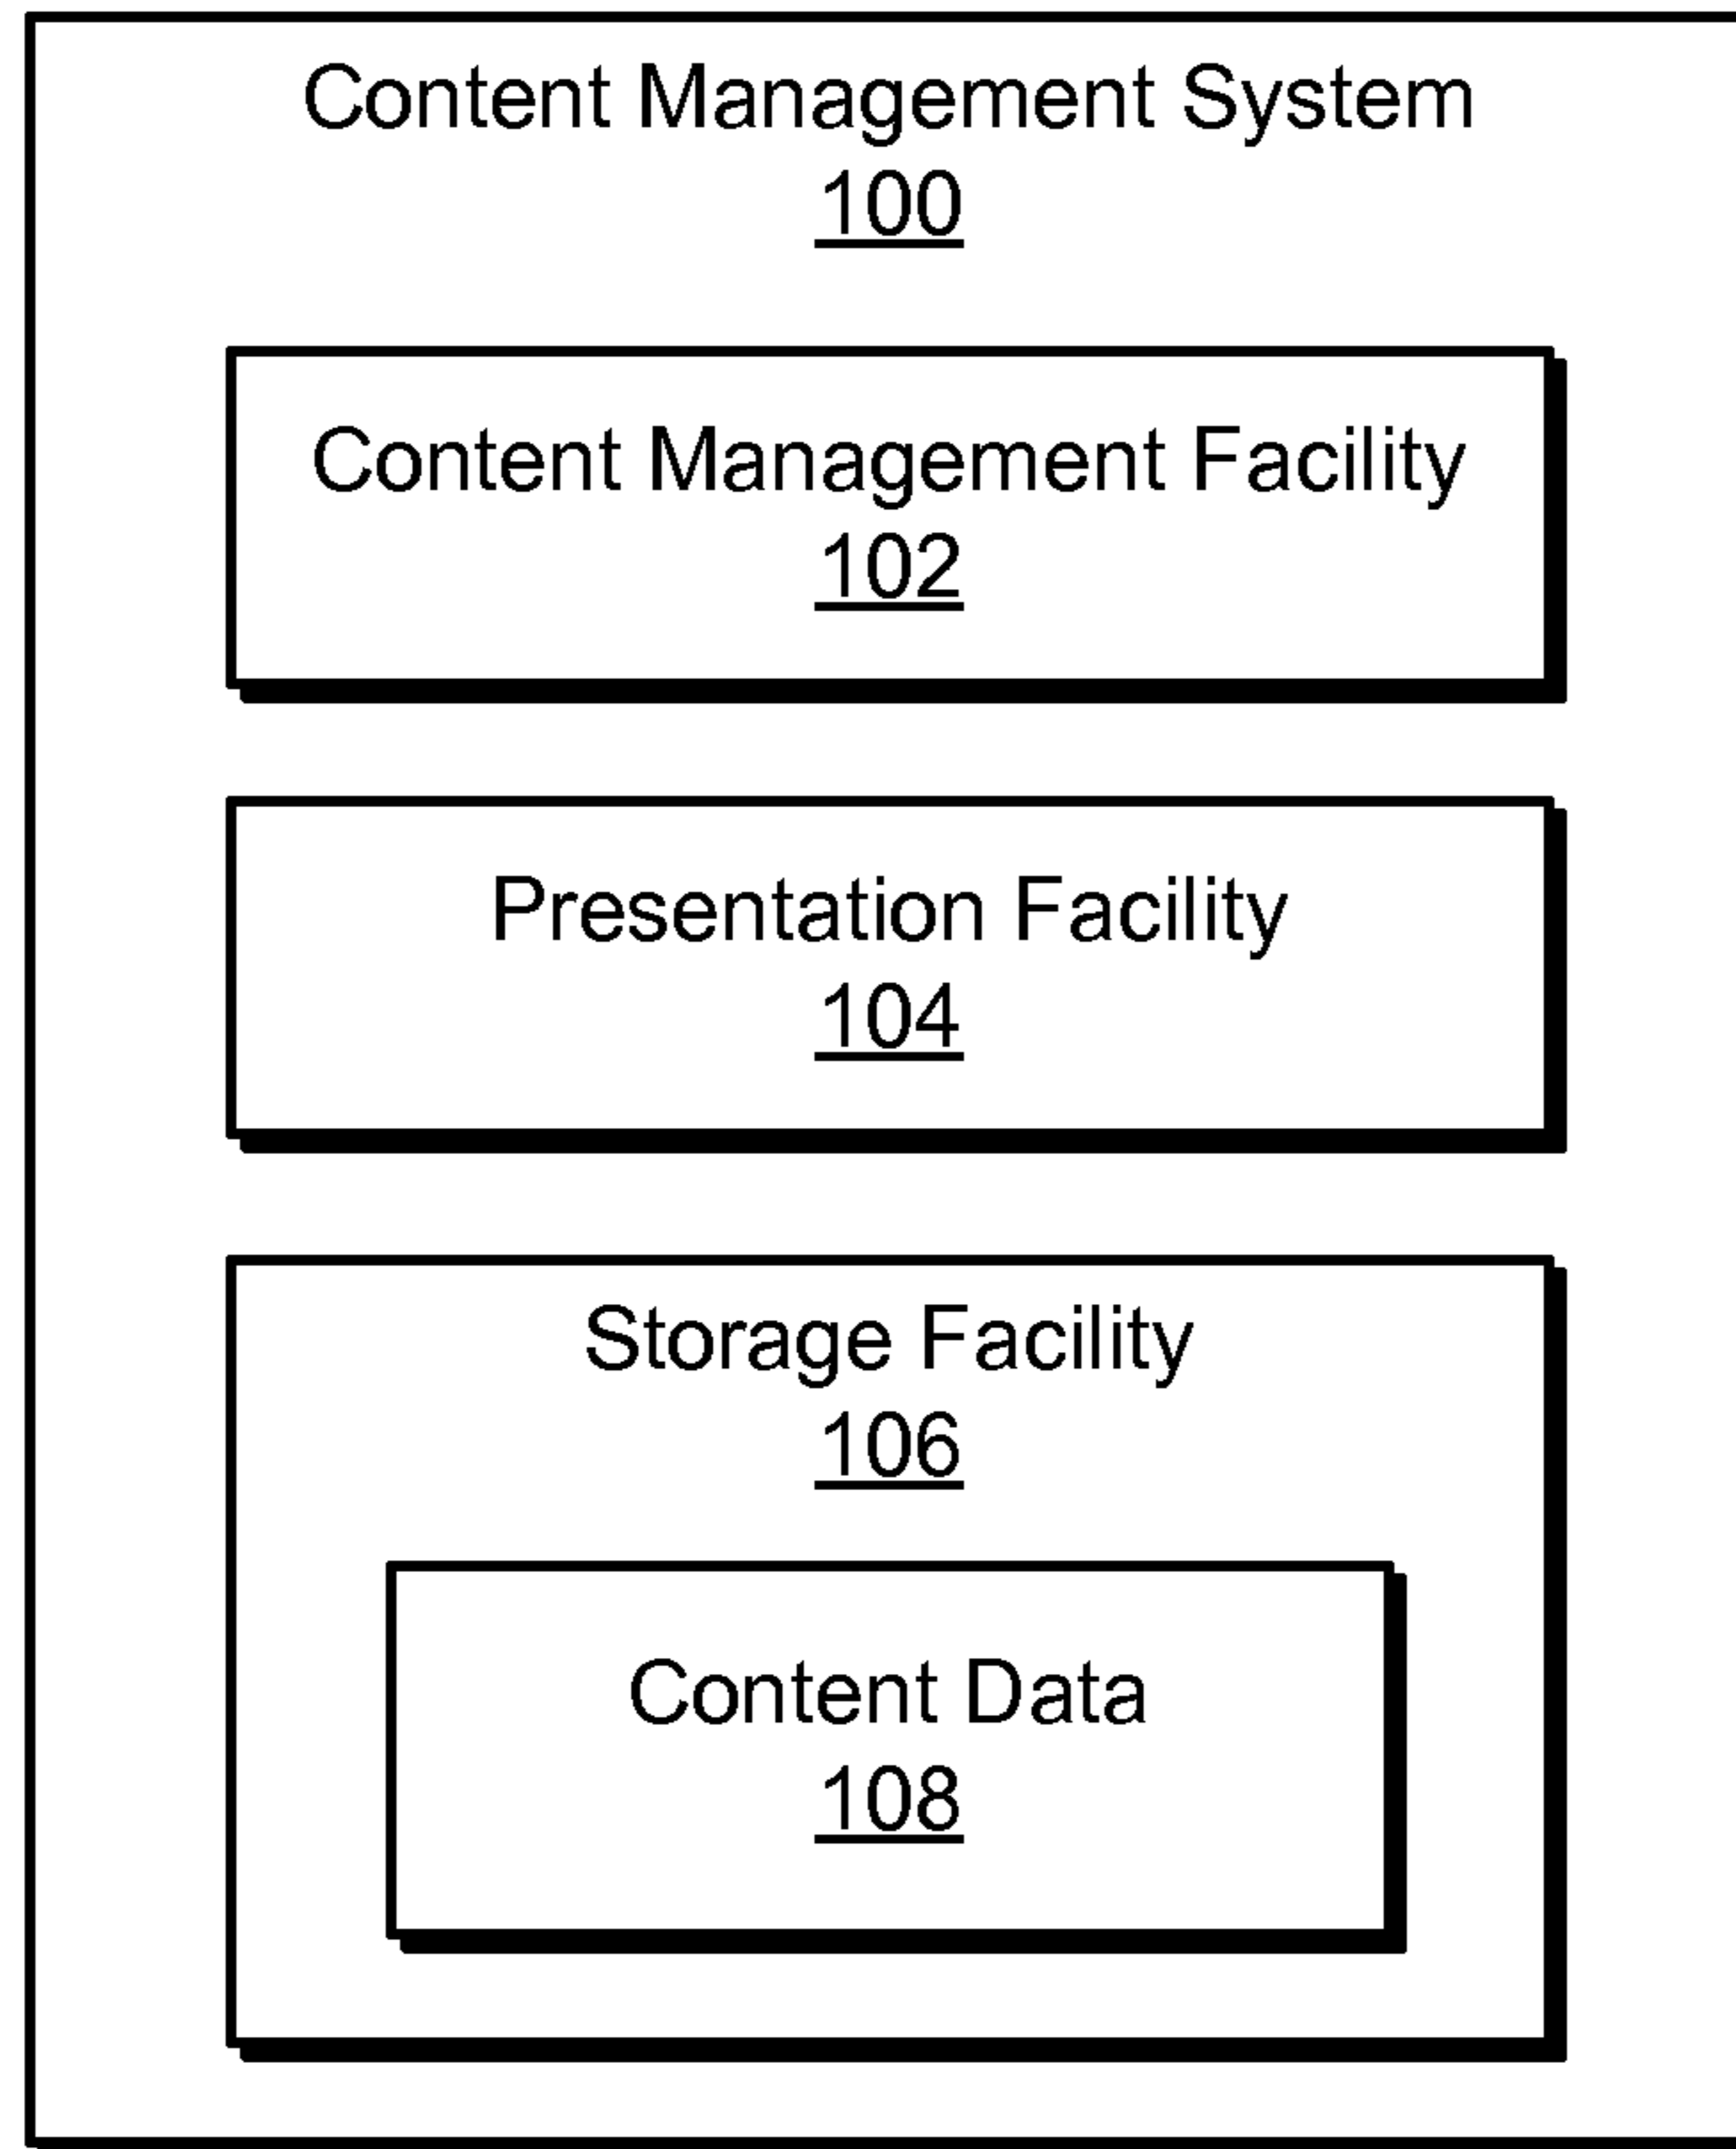 Content Management System
100
Content Management Facility
102
Presentation Facility
104
Storage Facility
106
Content Data
108